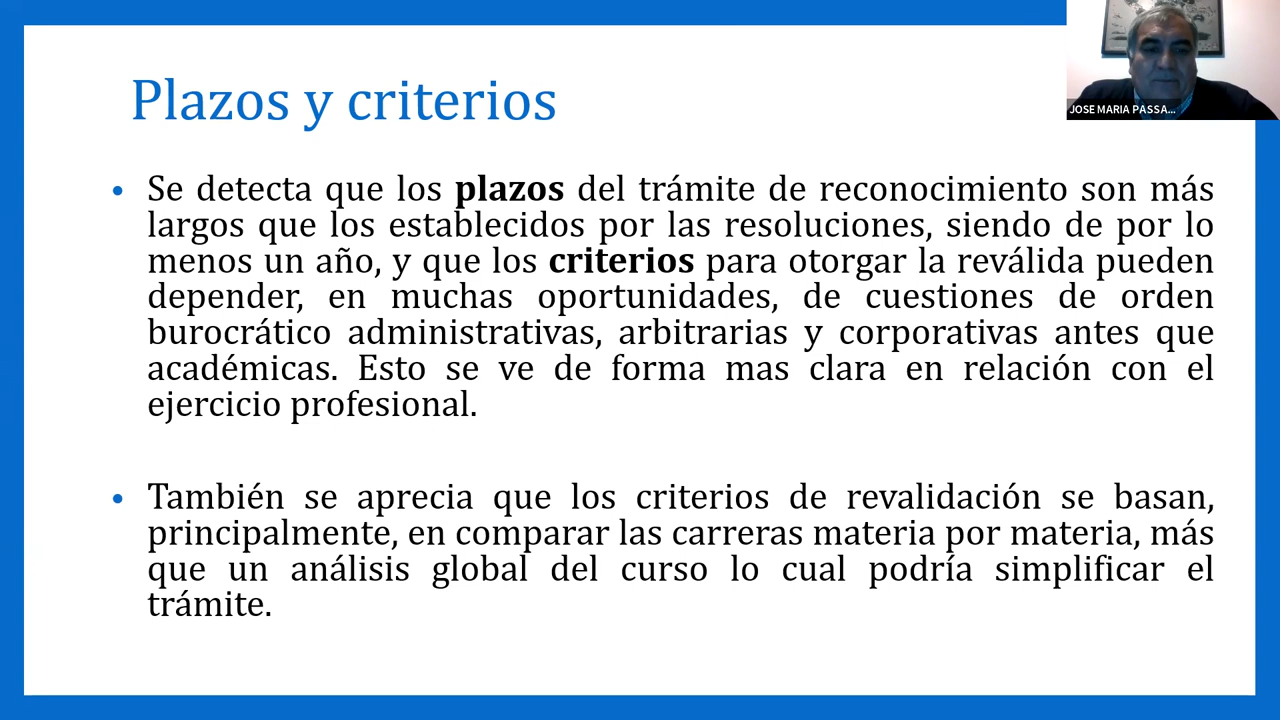 Plazos y criterios
JOSE MARIA PASSA...
• Se detecta que los plazos del trámite de reconocimiento son más
largos que los establecidos por las resoluciones, siendo de por lo
menos un año, y que los criterios para otorgar la reválida pueden
depender, en muchas oportunidades, de cuestiones de orden
burocrático administrativas, arbitrarias y corporativas antes que
académicas. Esto se ve de forma mas clara en relación con el
ejercicio profesional.
• También se aprecia que los criterios de revalidación se basan,
principalmente, en comparar las carreras materia por materia, más
que un análisis global del curso lo cual podría simplificar el
trámite.